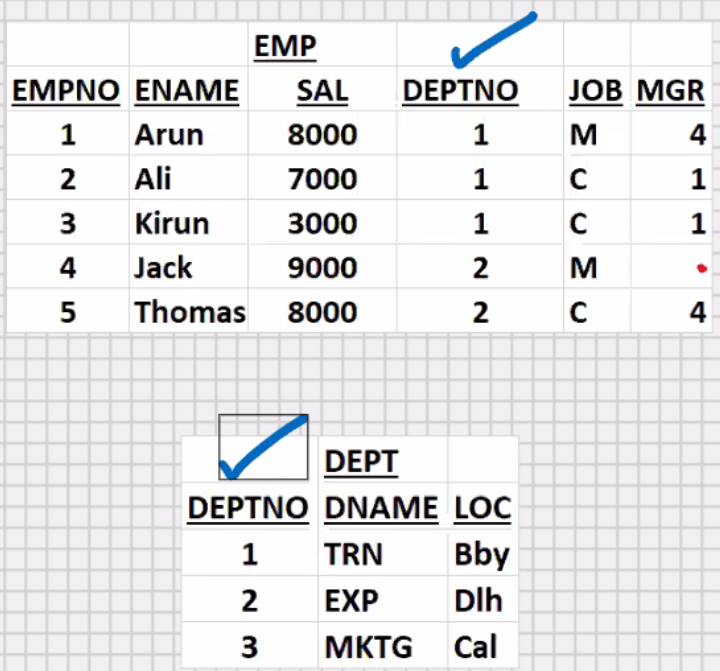 EMP
EMPNO ENAME SAL DEPTNO JOB MGR
1 Arun 8000 1 M 4
2 Ali 7000 1 C 1
3 Kirun 3000 1 C 1
4 Jack 9000 2 M
5 Thomas 8000 2 C 4
DEPT
DEPTNO DNAME LOC
1 TRN Bby
2 EXP Dlh
3 MKTG Cal